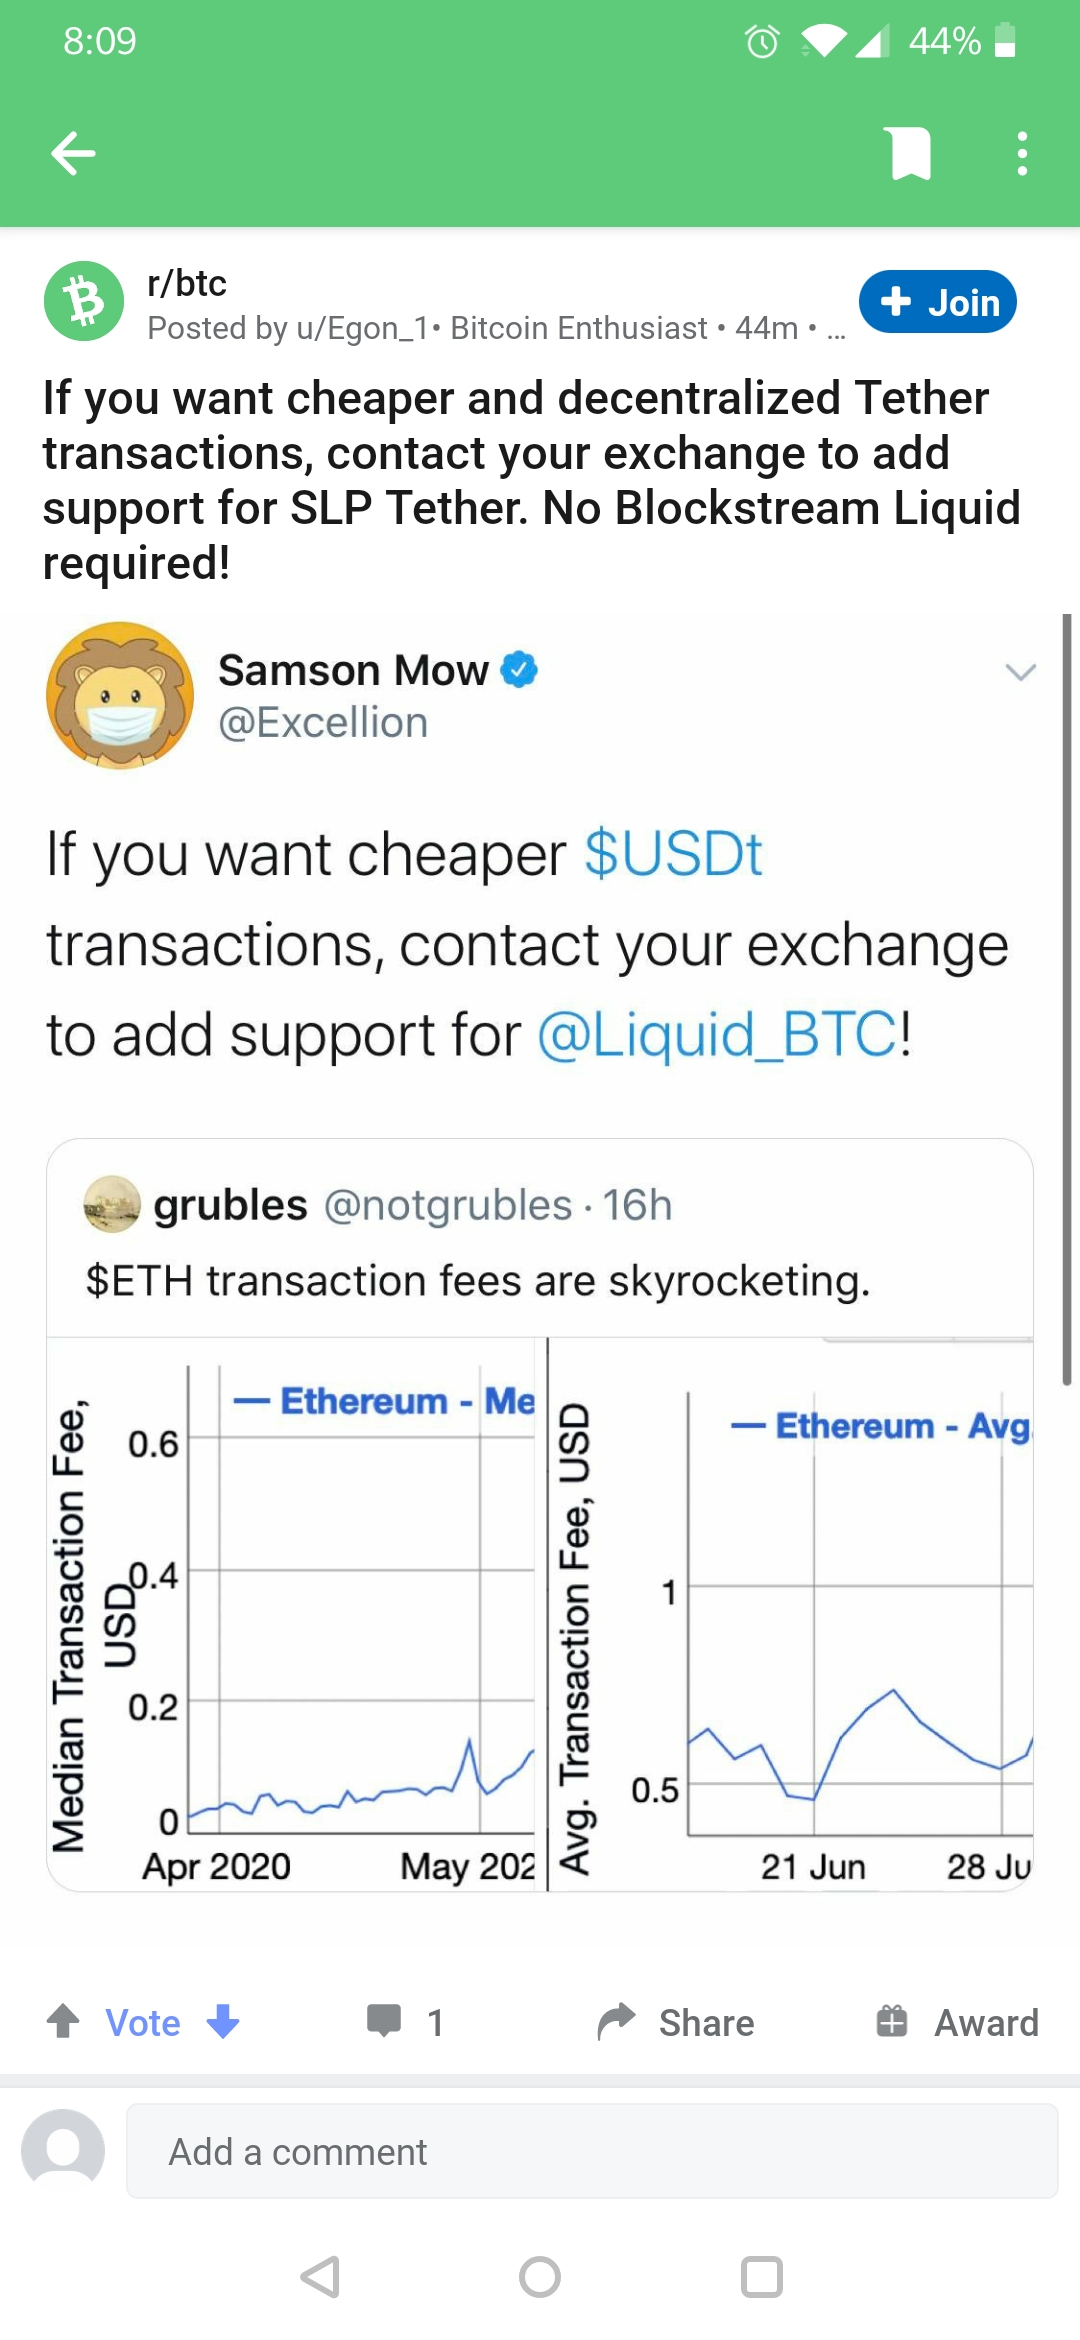 8:09
44%
r/btc
Posted by u/Egon_1• Bitcoin Enthusiast • 44m • ...
+ Join
If you want cheaper and decentralized Tether
transactions, contact your exchange to add
support for SLP Tether. No Blockstream Liquid
required!
Samson Mow
@Excellion
If you want cheaper $USDt
transactions, contact your exchange
to add support for @Liquid_BTC!
grubles @notgrubles · 16h
$ETH transaction fees are skyrocketing.
Median Transaction Fee,
USD
Ethereum - Me
0.6
0.4
0.2
0
Apr 2020
May 202
Avg. Transaction Fee, USD
Ethereum - Avg.
1
0.5
21 Jun
28 Ju
Vote
1
Share
Award
Add a comment